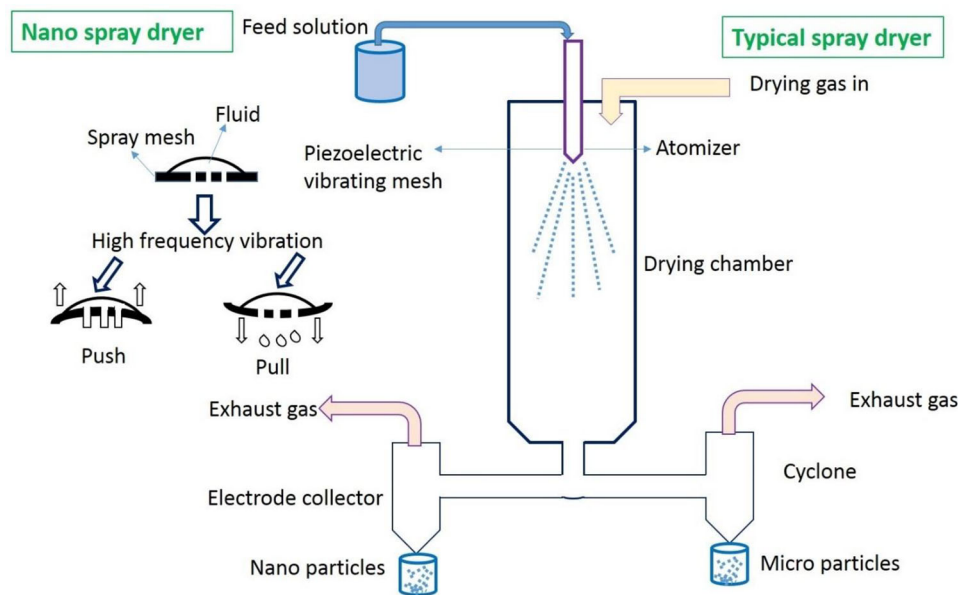 Nano spray dryer
Feed solution
Typical spray dryer
Drying gas in
Fluid
Spray mesh
Piezoelectric
vibrating mesh
Atomizer
High frequency vibration
Drying chamber
Push
Pull
Exhaust gas
Exhaust gas
Electrode collector
Cyclone
Nano particles
Micro particles